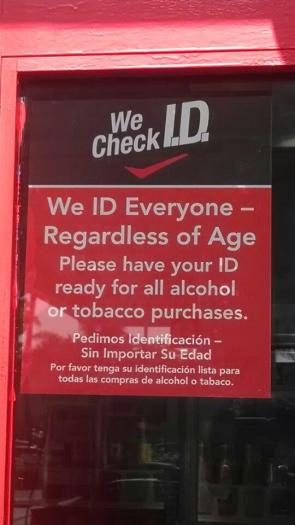 We
Check I.D.
We ID Everyone –
Regardless of Age
Please have your ID
ready for all alcohol
or tobacco purchases.
Pedimos Identificación –
Sin Importar Su Edad
Por favor tenga su identificación lista para
todas las compras de alcohol o tabaco.